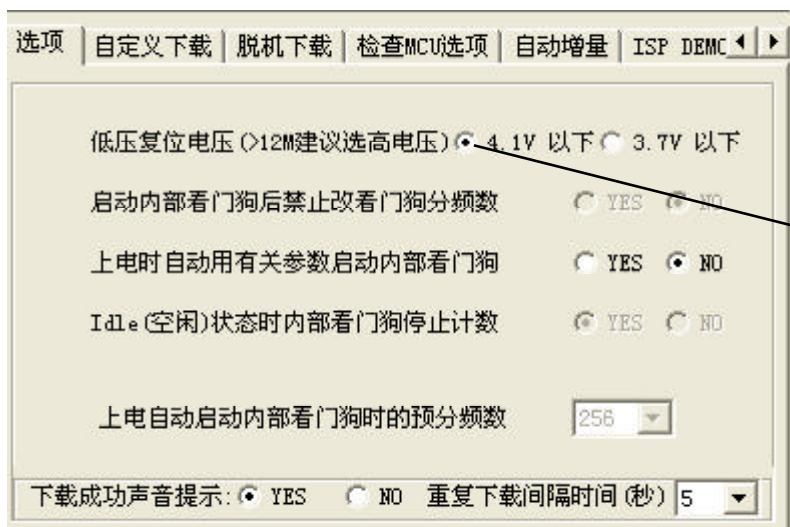 选项 自定义下载 脱机下载 检查MCU选项 自动增量 ISP DEMO
低压复位电压(>12M建议选高电压) 4.1V 以下 3.7V 以下
启动内部看门狗后禁止改看门狗分频数 YES NO
上电时自动用有关参数启动内部看门狗 YES NO
Idle(空闲)状态时内部看门狗停止计数 YES NO
上电自动启动内部看门狗时的预分频数 256
下载成功声音提示: YES NO 重复下载间隔时间(秒) 5